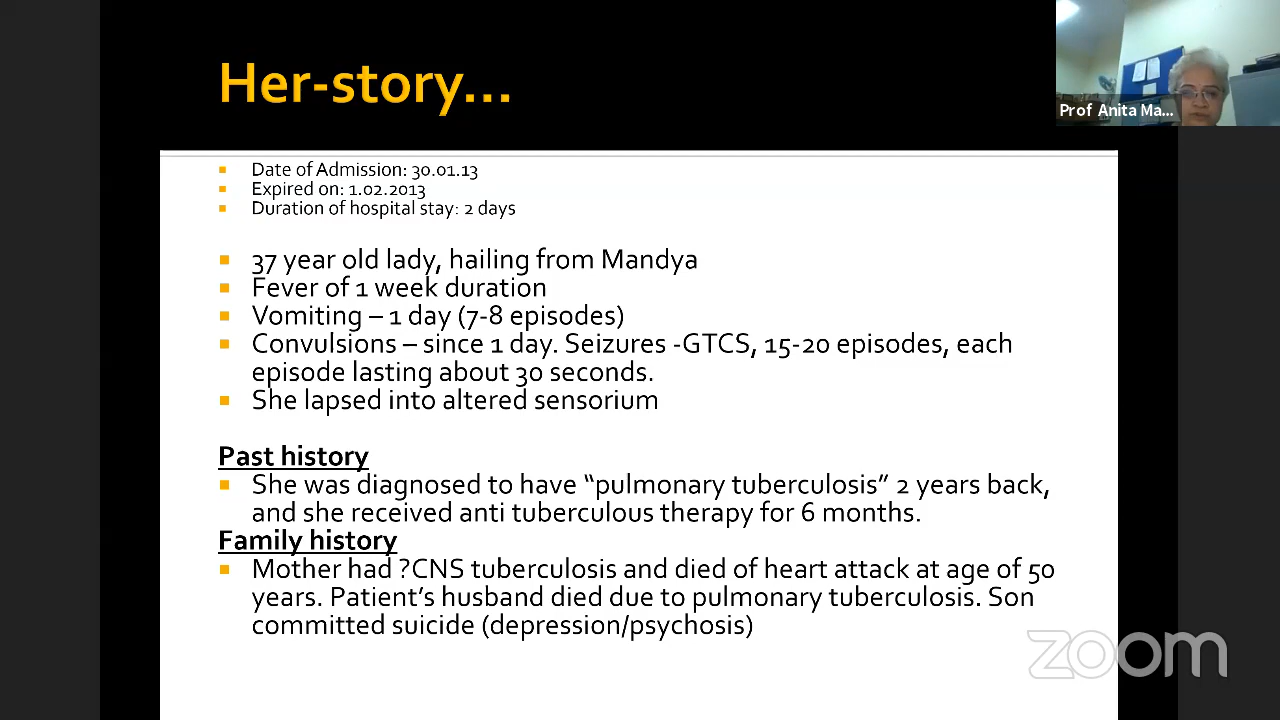 Her-story...
Prof Anita Ma...
Date of Admission: 30.01.13
Expired on: 1.02.2013
Duration of hospital stay: 2 days
37 year old lady, hailing from Mandya
Fever of 1 week duration
Vomiting – 1 day (7-8 episodes)
Convulsions – since 1 day. Seizures -GTCS, 15-20 episodes, each
episode lasting about 30 seconds.
She lapsed into altered sensorium
Past history
She was diagnosed to have “pulmonary tuberculosis” 2 years back,
and she received anti tuberculous therapy for 6 months.
Family history
Mother had ?CNS tuberculosis and died of heart attack at age of 50
years. Patient’s husband died due to pulmonary tuberculosis. Son
committed suicide (depression/psychosis)
zoom